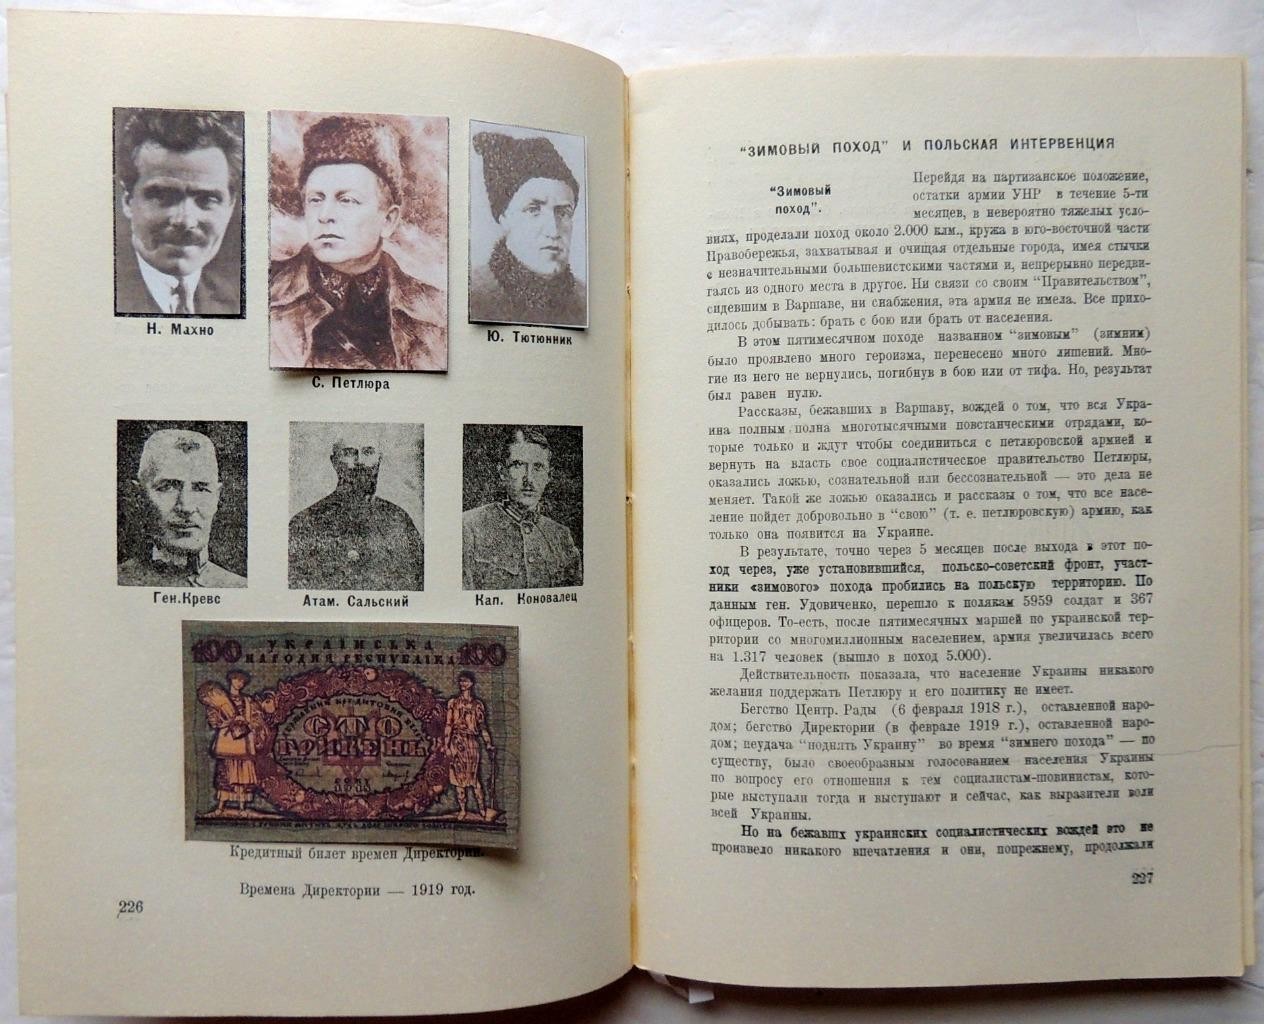 Н. Махно
С. Петлюра
Ю. Тютюнник
Ген.Кревс
Атам. Сальский
Кап. Коновалец
100 УКРАЇНСЬКА 100
НАРОДНЯ РЕСПУБЛІКА
СТО
ГРИВЕНЬ
Кредитный билет времен Директории.
Времена Директории — 1919 год.
226
"ЗИМОВЫЙ ПОХОД" И ПОЛЬСКАЯ ИНТЕРВЕНЦИЯ
"Зимовый
поход".
Перейдя на партизанское положение,
остатки армии УНР в течение 5-ти
месяцев, в невероятно тяжелых усло-
виях, проделали поход около 2.000 клм., кружа в юго-восточной части
Правобережья, захватывая и очищая отдельные города, имея стычки
с незначительными большевистскими частями и, непрерывно передви-
гаясь из одного места в другое. Ни связи со своим "Правительством",
сидевшим в Варшаве, ни снабжения, эта армия не имела. Все прихо-
дилось добывать: брать с бою или брать от населения.
В этом пятимесячном походе названном "зимовым" (зимним)
было проявлено много героизма, перенесено много лишений. Мно-
гие из него не вернулись, погибнув в бою или от тифа. Но, результат
был равен нулю.
Рассказы, бежавших в Варшаву, вождей о том, что вся Укра-
ина полным полна многотысячными повстанческими отрядами, ко-
торые только и ждут чтобы соединиться с петлюровской армией и
вернуть на власть свое социалистическое правительство Петлюры,
оказались ложью, сознательной или бессознательной — это дела не
меняет. Такой же ложью оказались и рассказы о том, что все насе-
ление пойдет добровольно в "свою" (т. е. петлюровскую) армию, как
только она появится на Украине.
В результате, точно через 5 месяцев после выхода в этот по-
ход через, уже установившийся, польско-советский фронт, участ-
ники «зимового» похода пробились на польскую территорию. По
данным ген. Удовиченко, перешло к полякам 5959 солдат и 367
офицеров. То-есть, после пятимесячных маршей по украинской тер-
ритории со многомиллионным населением, армия увеличилась всего
на 1.317 человек (вышло в поход 5.000).
Действительность показала, что население Украины никакого
желания поддержать Петлюру и его политику не имеет.
Бегство Центр. Рады (6 февраля 1918 г.), оставленной наро-
дом; бегство Директории (в феврале 1919 г.), оставленной наро-
дом; неудача "поднять Украину" во время "зимнего похода" — по
существу, было своеобразным голосованием населения Украины
по вопросу его отношения к тем социалистам-шовинистам, кото-
рые выступали тогда и выступают и сейчас, как выразители воли
всей Украины.
Но на бежавших украинских социалистических вождей это не
произвело никакого впечатления и они, попрежнему, продолжали
227